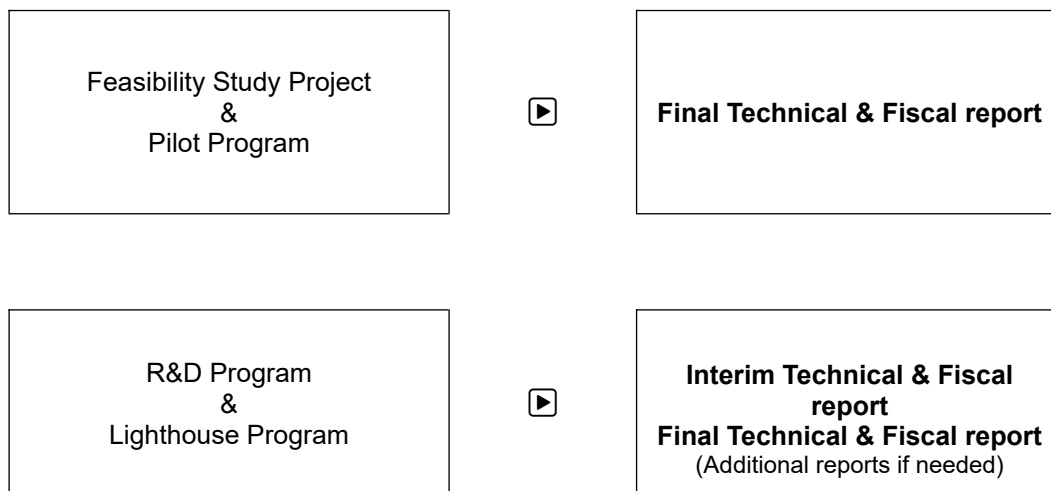 Feasibility Study Project
&
Pilot Program
Final Technical & Fiscal report
R&D Program
&
Lighthouse Program
Interim Technical & Fiscal
report
Final Technical & Fiscal report
(Additional reports if needed)